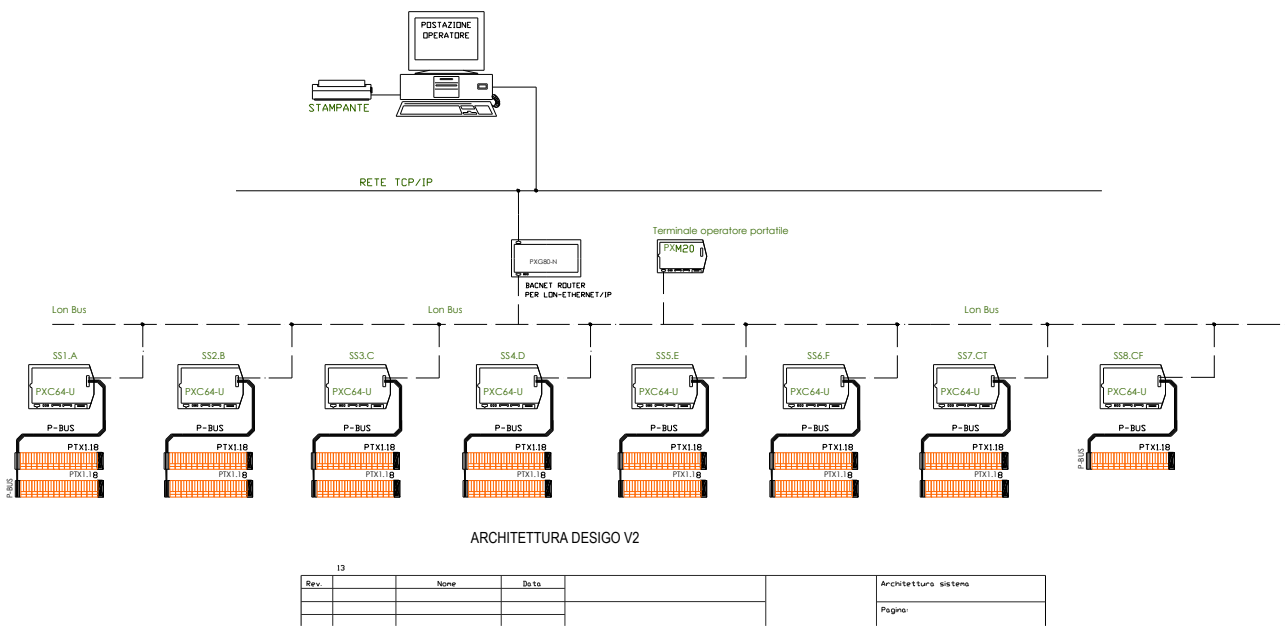 POSTAZIONE
OPERATORE
STAMPANTE
RETE TCP/IP
Terminale operatore portatile
PXM20
PXG80-N
BACNET ROUTER
PER LON-ETHERNET/IP
Lon Bus Lon Bus Lon Bus
SS1.A SS2.B SS3.C SS4.D SS5.E SS6.F SS7.CT SS8.CF
PXC64-U PXC64-U PXC64-U PXC64-U PXC64-U PXC64-U PXC64-U PXC64-U
P-BUS P-BUS P-BUS P-BUS P-BUS P-BUS P-BUS P-BUS
PTX1.18 PTX1.18 PTX1.18 PTX1.18 PTX1.18 PTX1.18 PTX1.18 PTX1.18
P-BUS
PTX1.18 PTX1.18 PTX1.18 PTX1.18 PTX1.18 PTX1.18 PTX1.18
P-BUS
ARCHITETTURA DESIGO V2
13
Rev. Nome Data Architettura sistema
Pagina: